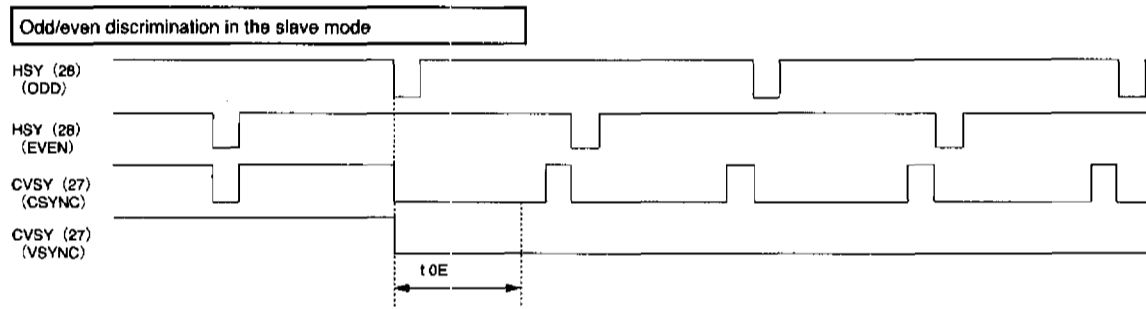 Odd/even discrimination in the slave mode
HSY (28)
(ODD)
HSY (28)
(EVEN)
CVSY (27)
(CSYNC)
CVSY (27)
(VSYNC)
t0E